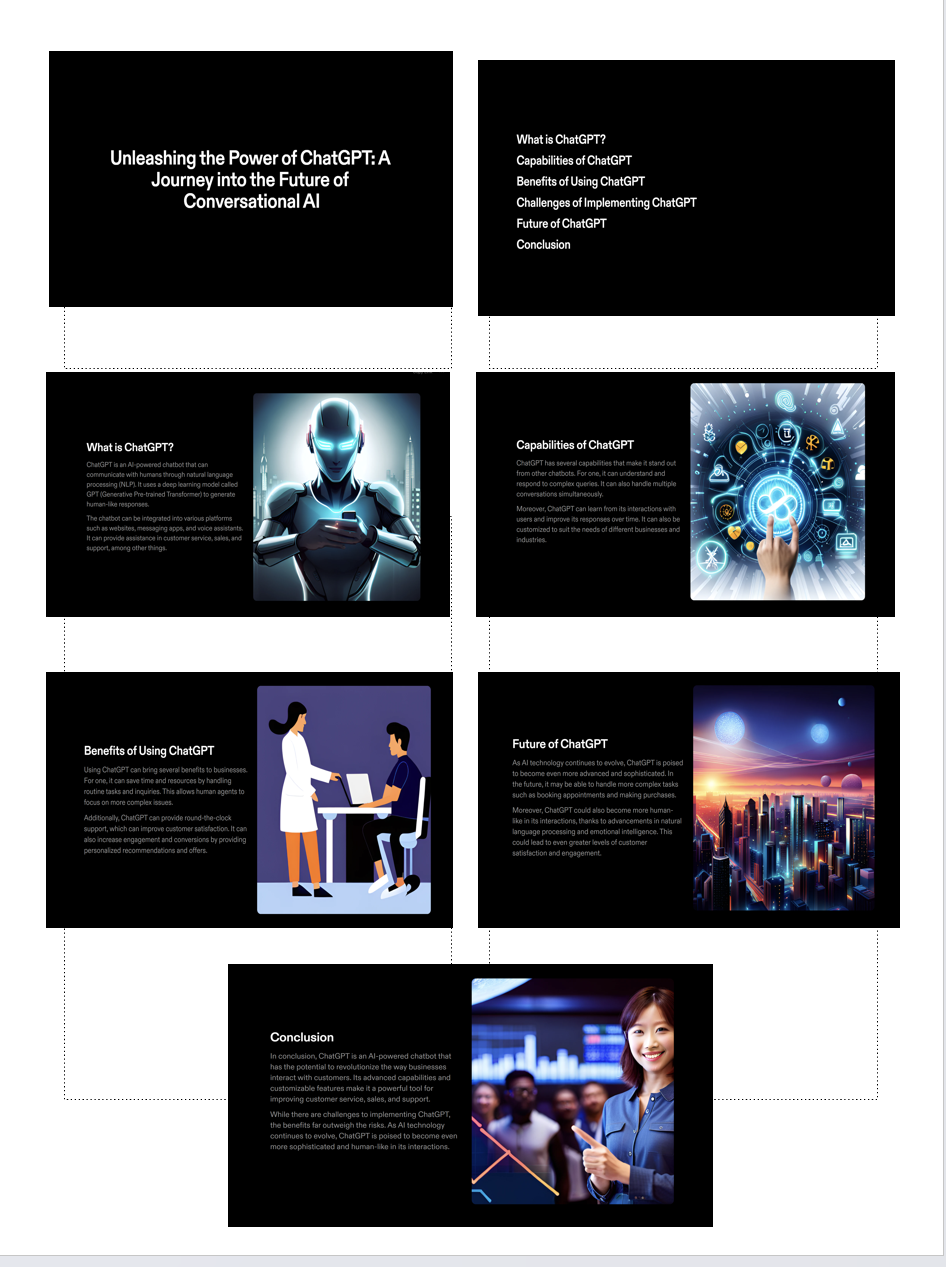 Unleashing the Power of ChatGPT: A
Journey into the Future of
Conversational AI
What is ChatGPT?
Capabilities of ChatGPT
Benefits of Using ChatGPT
Challenges of Implementing ChatGPT
Future of ChatGPT
Conclusion
What is ChatGPT?
ChatGPT is an AI-powered chatbot that can
communicate with humans through natural language
processing (NLP). It uses a deep learning model called
GPT (Generative Pre-trained Transformer) to generate
human-like responses.
The chatbot can be integrated into various platforms
such as websites, messaging apps, and voice assistants.
It can provide assistance in customer service, sales, and
support, among other things.
Capabilities of ChatGPT
ChatGPT has several capabilities that make it stand out
from other chatbots. For one, it can understand and
respond to complex queries. It can also handle multiple
conversations simultaneously.
Moreover, ChatGPT can learn from its interactions with
users and improve its responses over time. It can also be
customized to suit the needs of different businesses and
industries.
Benefits of Using ChatGPT
Using ChatGPT can bring several benefits to businesses.
For one, it can save time and resources by handling
routine tasks and inquiries. This allows human agents to
focus on more complex issues.
Additionally, ChatGPT can provide round-the-clock
support, which can improve customer satisfaction. It can
also increase engagement and conversions by providing
personalized recommendations and offers.
Future of ChatGPT
As AI technology continues to evolve, ChatGPT is poised
to become even more advanced and sophisticated. In
the future, it may be able to handle more complex tasks
such as booking appointments and making purchases.
Moreover, ChatGPT could also become more human-
like in its interactions, thanks to advancements in natural
language processing and emotional intelligence. This
could lead to even greater levels of customer
satisfaction and engagement.
Conclusion
In conclusion, ChatGPT is an AI-powered chatbot that
has the potential to revolutionize the way businesses
interact with customers. Its advanced capabilities and
customizable features make it a powerful tool for
improving customer service, sales, and support.
While there are challenges to implementing ChatGPT,
the benefits far outweigh the risks. As AI technology
continues to evolve, ChatGPT is poised to become even
more sophisticated and human-like in its interactions.